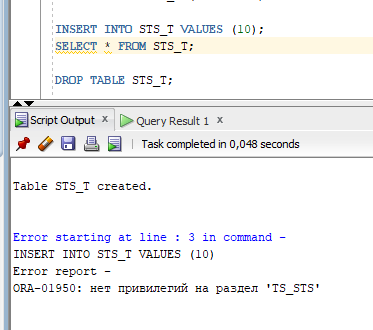 INSERT INTO STS_T VALUES (10);
SELECT * FROM STS_T;
DROP TABLE STS_T;
Script Output x
Query Result 1 x
Task completed in 0,048 seconds
Table STS_T created.
Error starting at line : 3 in command -
INSERT INTO STS_T VALUES (10)
Error report -
ORA-01950: нет привилегий на раздел 'TS_STS'